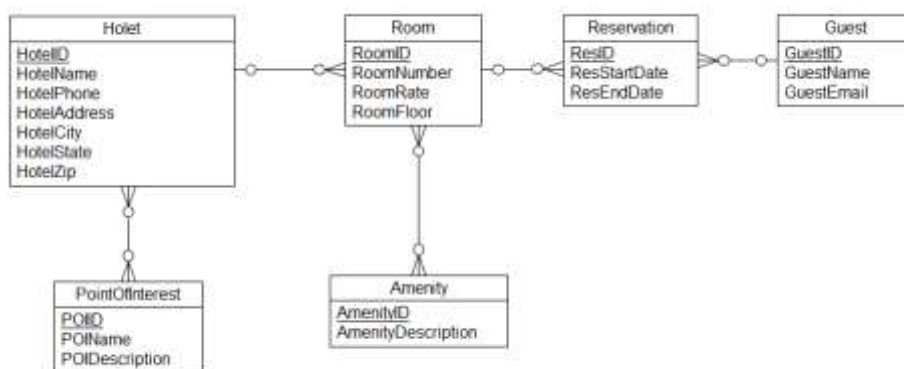 Hotel
HotelID
HotelName
HotelPhone
HotelAddress
HotelCity
HotelState
HotelZip
Room
RoomID
RoomNumber
RoomRate
RoomFloor
Reservation
ResID
ResStartDate
ResEndDate
Guest
GuestID
GuestName
GuestEmail
PointOfInterest
POIID
POIName
POIDescription
Amenity
AmenityID
AmenityDescription